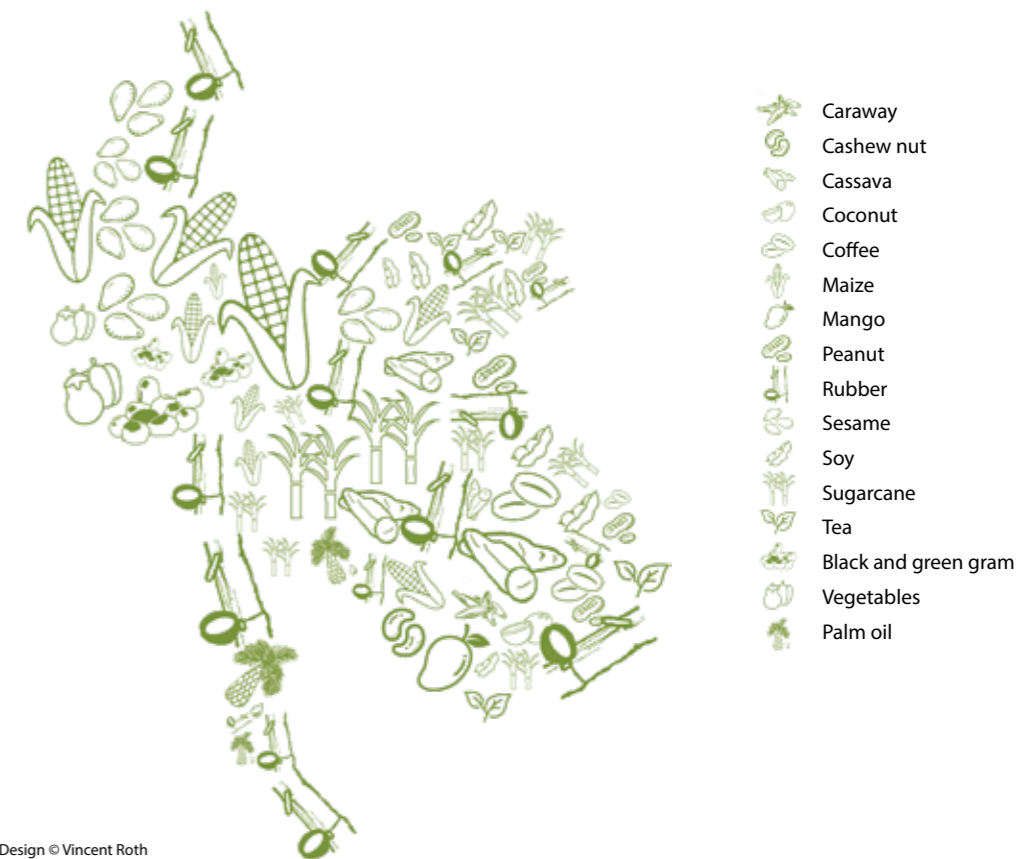 Caraway
Cashew nut
Cassava
Coconut
Coffee
Maize
Mango
Peanut
Rubber
Sesame
Soy
Sugarcane
Tea
Black and green gram
Vegetables
Palm oil
Design © Vincent Roth